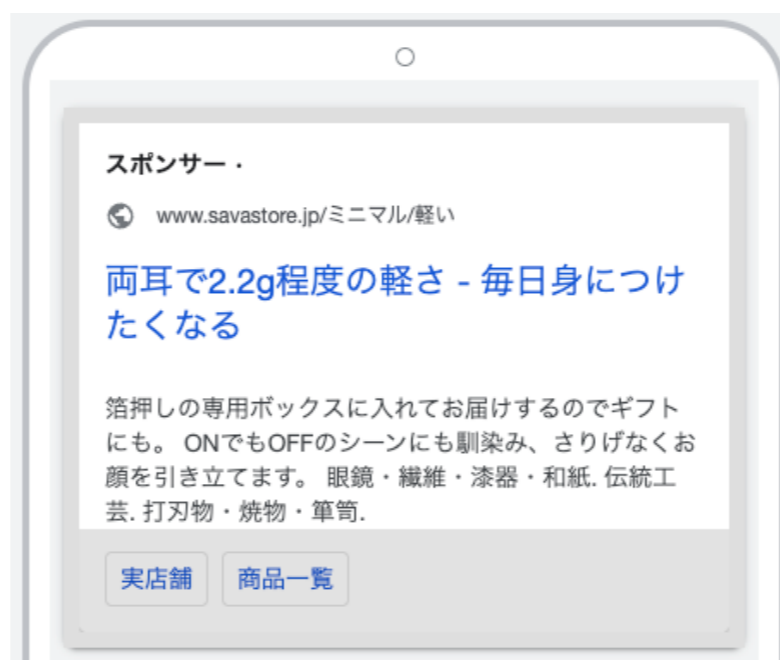 スポンサー・
www.savastore.jp/ミニマル/軽い
両耳で2.2g程度の軽さ - 毎日身につけ
たくなる
箔押しの専用ボックスに入れてお届けするのでギフト
にも。 ONでもOFFのシーンにも馴染み、さりげなくお
顔を引き立てます。 眼鏡・繊維・漆器・和紙. 伝統工
芸. 打刃物・焼物・箪笥.
実店舗 商品一覧